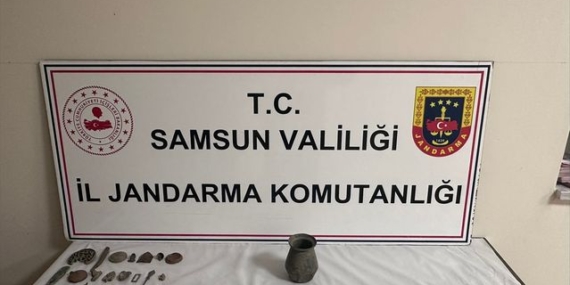 T.C.
SAMSUN VALİLİĞİ
İL JANDARMA KOMUTANLIĞI
JANDARMA